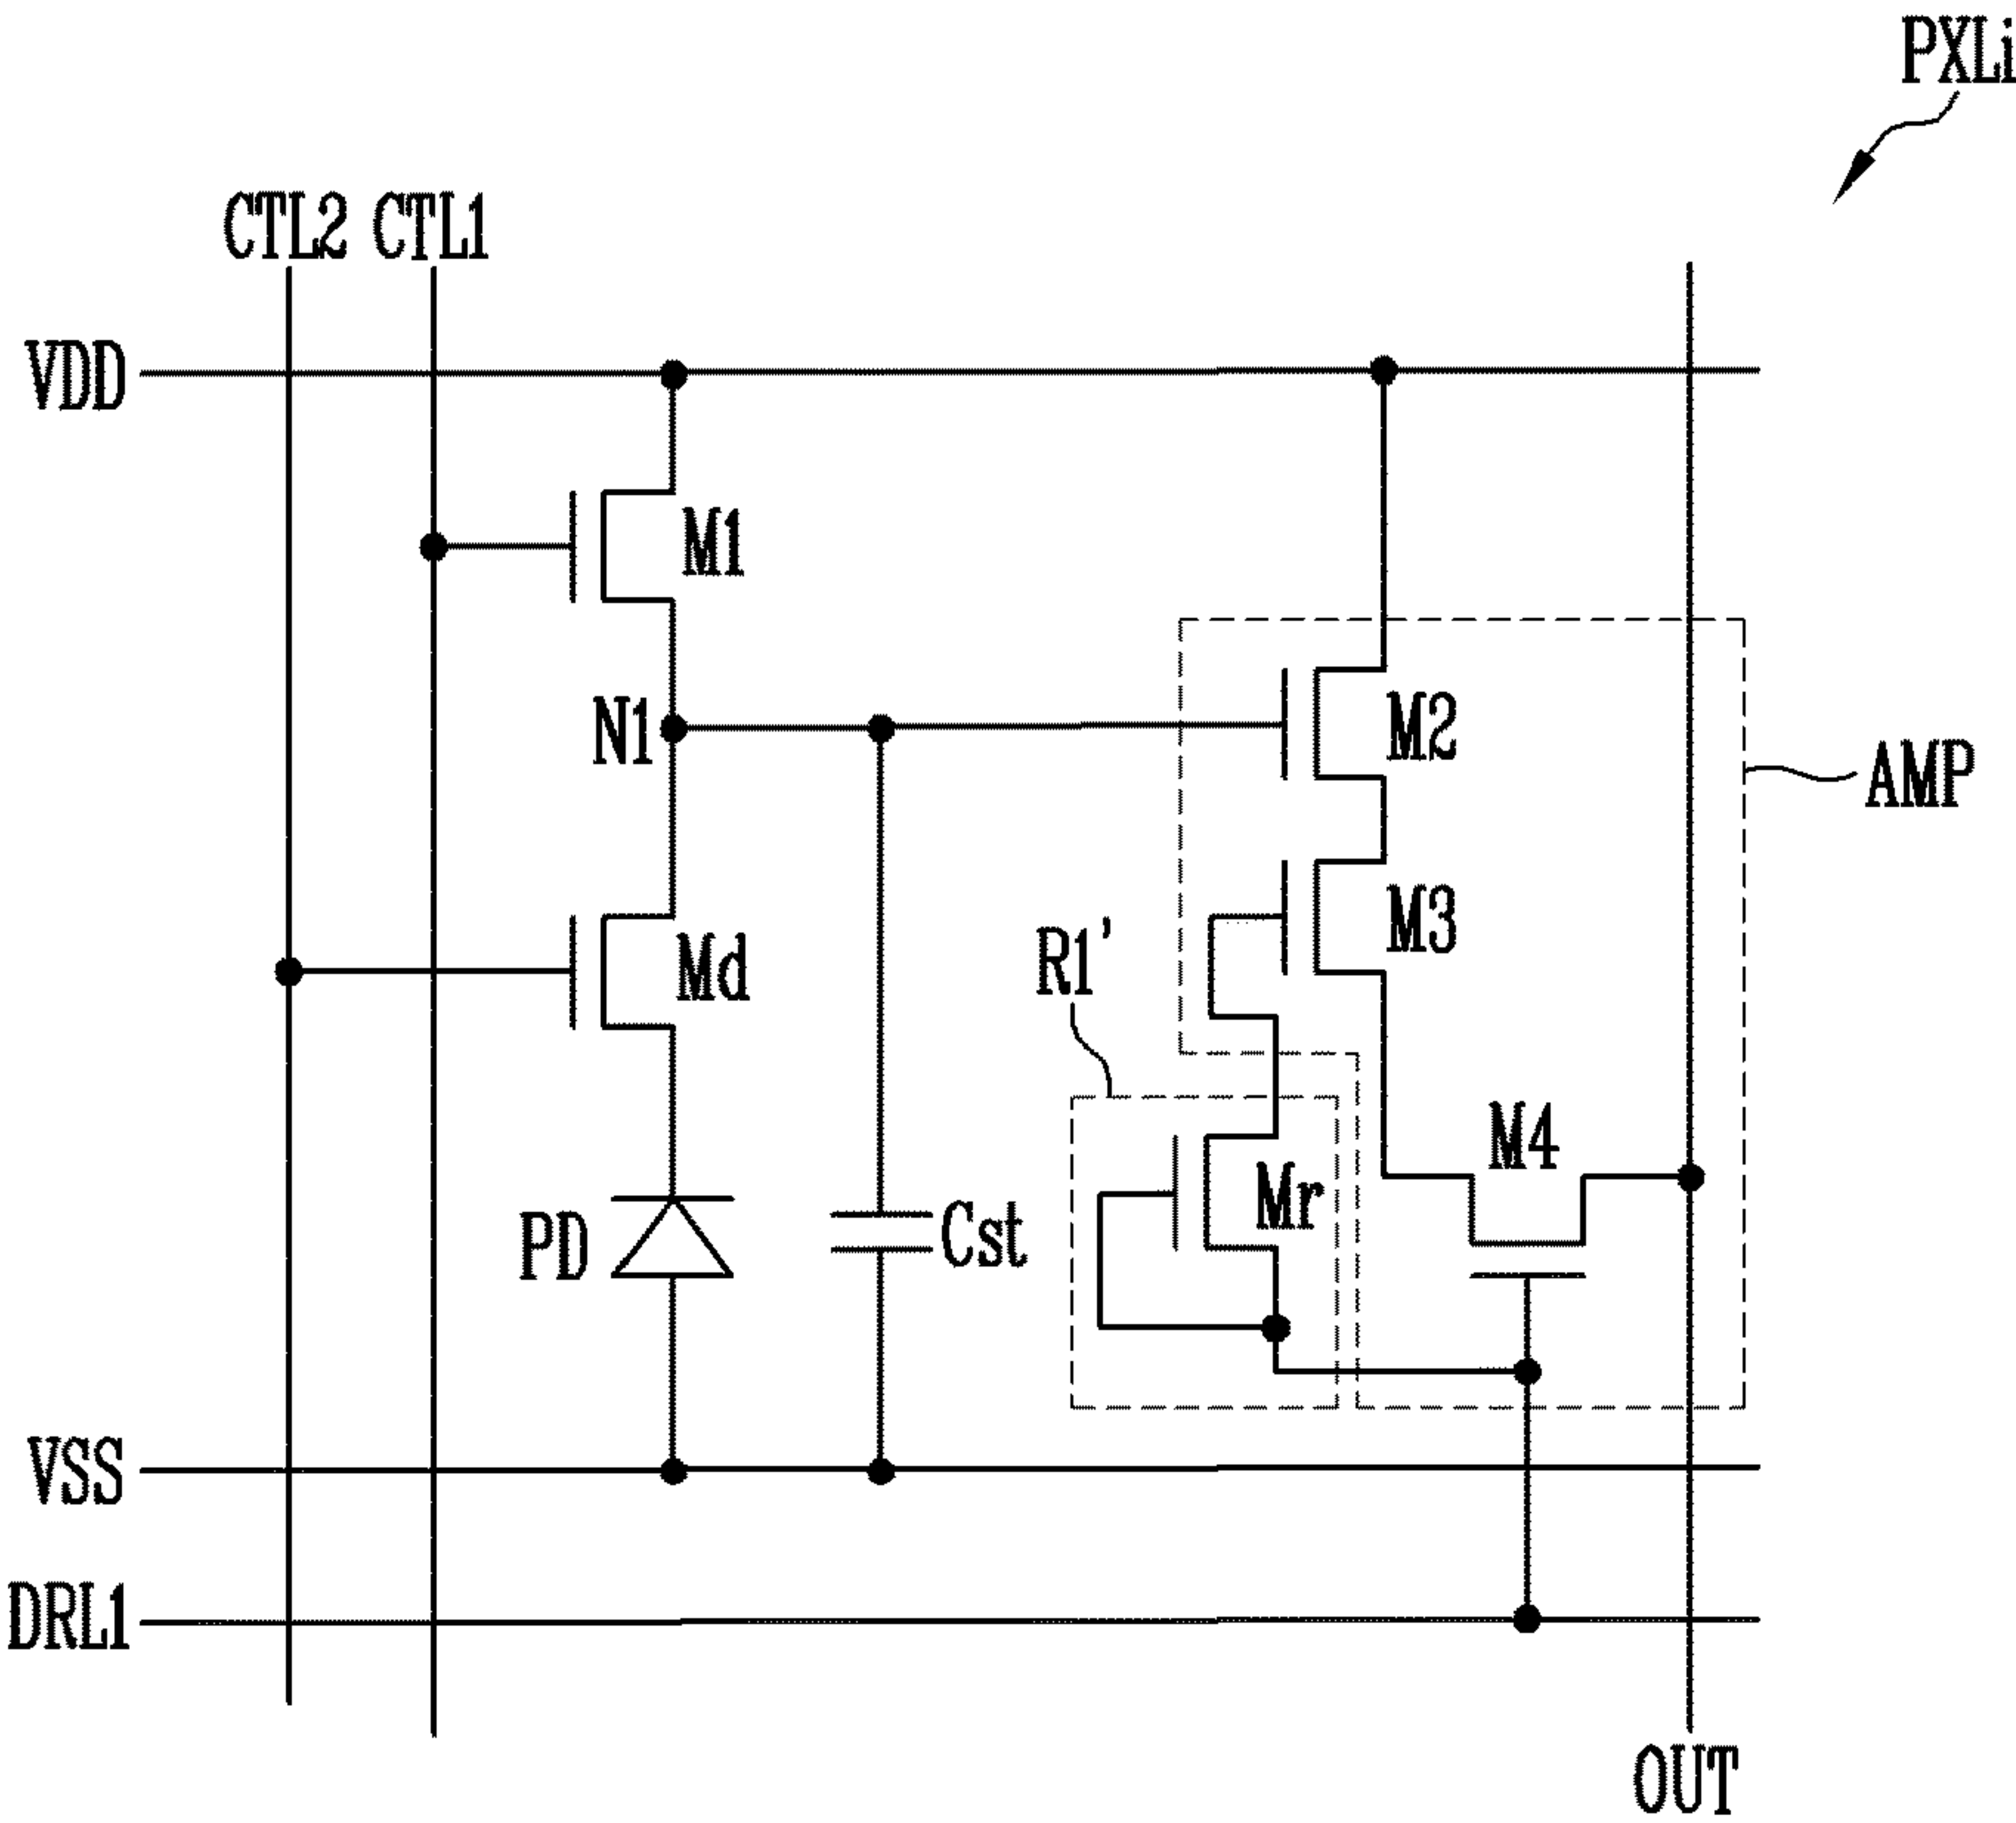 PXLi
CTL2 CTL1
VDD
M1
N1
M2
AMP
M3
R1'
Md
M4
Mr
PD
Cst
VSS
DRL1
OUT